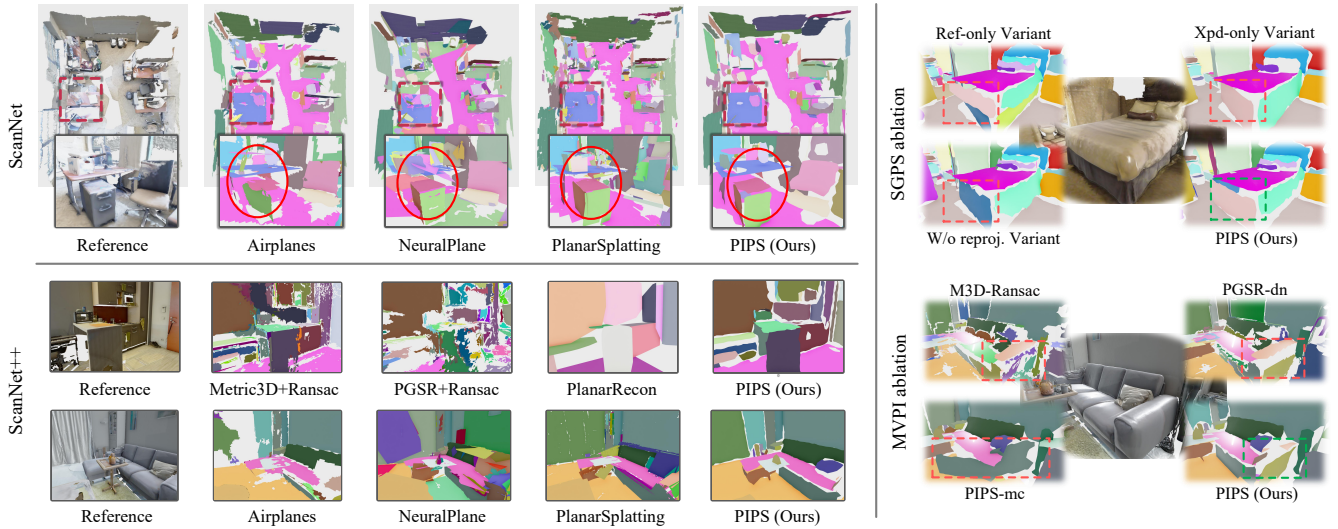 ScanNet
Reference
Airplanes
NeuralPlane
PlanarSplatting
PIPS (Ours)
ScanNet++
Reference
Metric3D+Ransac
PGSR+Ransac
PlanarRecon
PIPS (Ours)
Reference
Airplanes
NeuralPlane
PlanarSplatting
PIPS (Ours)
SGPS ablation
Ref-only Variant
Xpd-only Variant
W/o reproj. Variant
PIPS (Ours)
MVPI ablation
M3D-Ransac
PGSR-dn
PIPS-mc
PIPS (Ours)